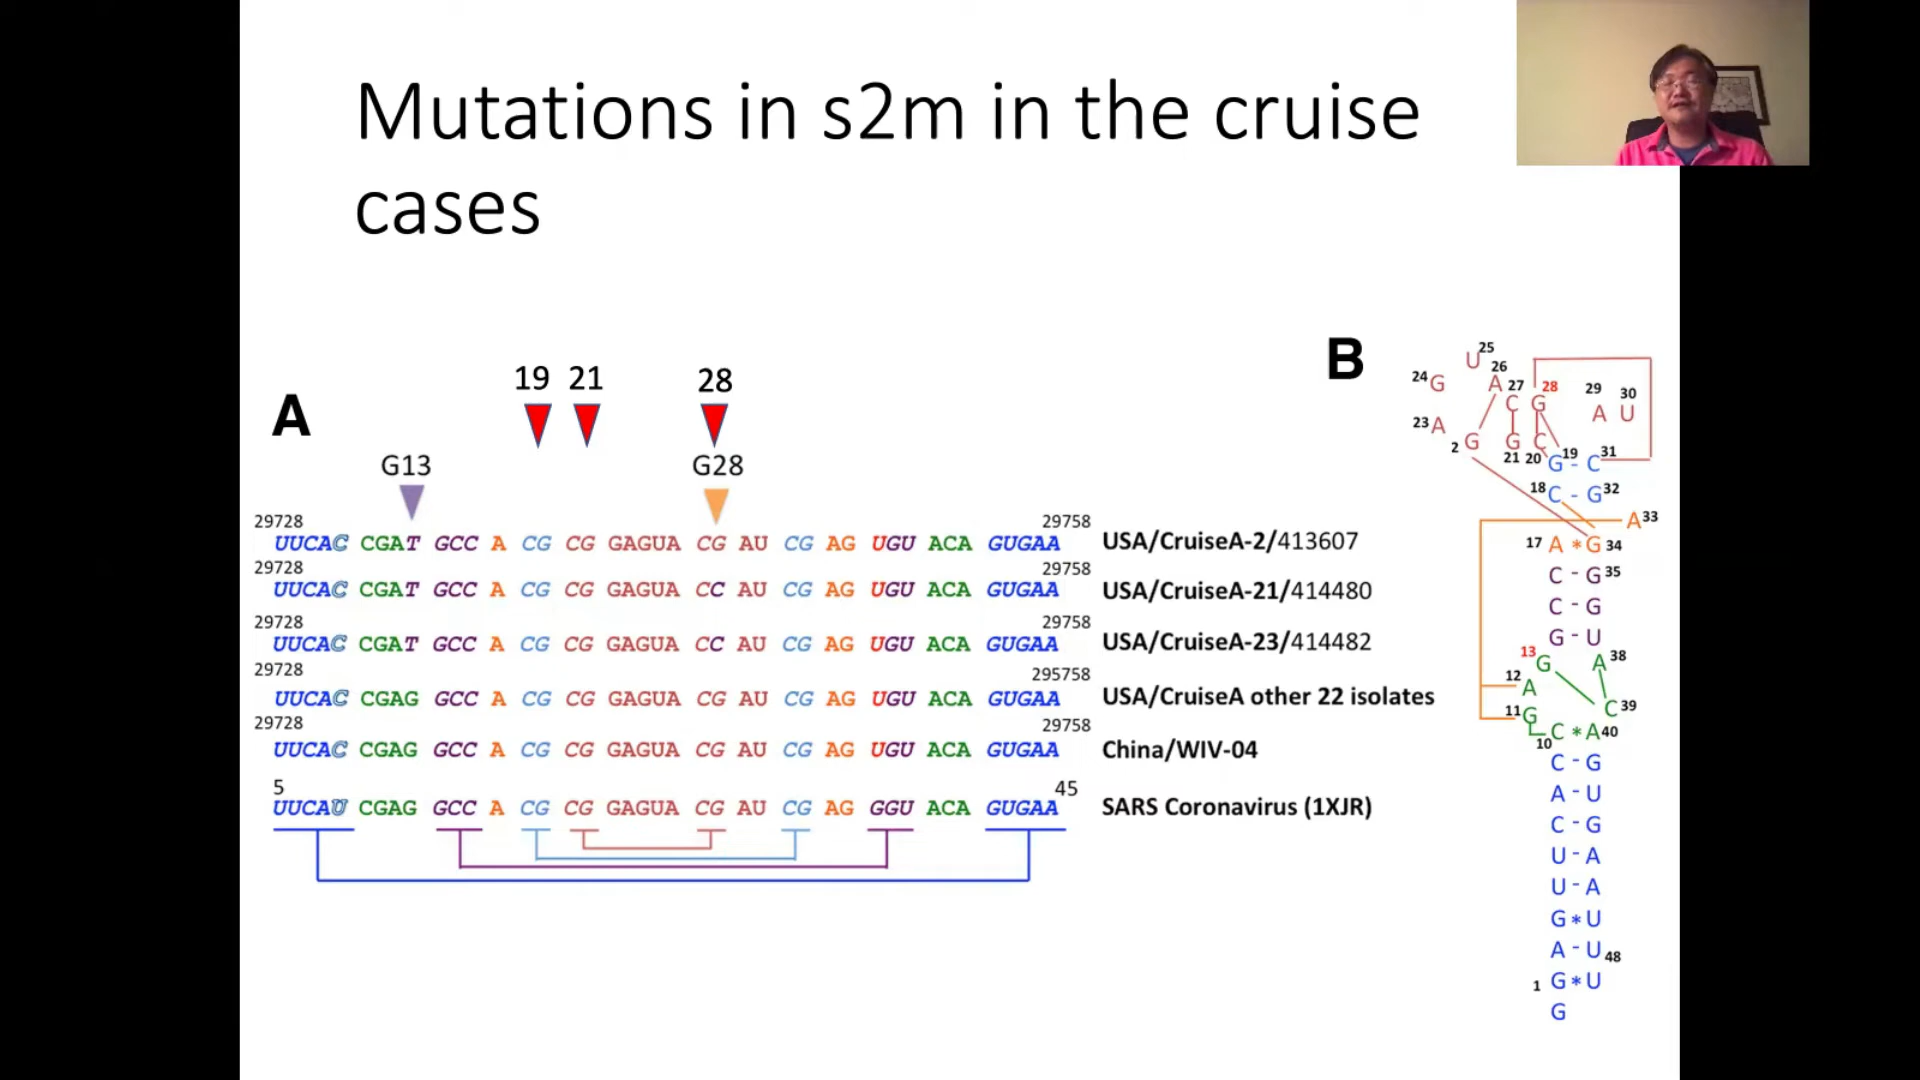 Mutations in s2m in the cruise
cases
A
19 21 28
G13 G28
29728 29758
UUCAC CGAT GCC A CG CG GAGUA CG AU CG AG UGU ACA GUGAA USA/CruiseA-2/413607
29728 29758
UUCAC CGAT GCC A CG CG GAGUA CC AU CG AG UGU ACA GUGAA USA/CruiseA-21/414480
29728 29758
UUCAC CGAT GCC A CG CG GAGUA CC AU CG AG UGU ACA GUGAA USA/CruiseA-23/414482
29728 295758
UUCAC CGAG GCC A CG CG GAGUA CG AU CG AG UGU ACA GUGAA USA/CruiseA other 22 isolates
29728 29758
UUCAC CGAG GCC A CG CG GAGUA CG AU CG AG UGU ACA GUGAA China/WIV-04
5 45
UUCAU CGAG GCC A CG CG GAGUA CG AU CG AG GGU ACA GUGAA SARS Coronavirus (1XJR)
B
U 25
24 G A 26 27 28 29 30
C G A U
23 A
2 G G C
21 20 G 19 - C 31
18 C - G 32
A 33
17 A * G 34
C - G 35
C - G
G - U
13 G A 38
12 A
11 G C 39
10 C * A 40
C - G
A - U
C - G
U - A
U - A
G * U
A - U 48
1 G * U
G